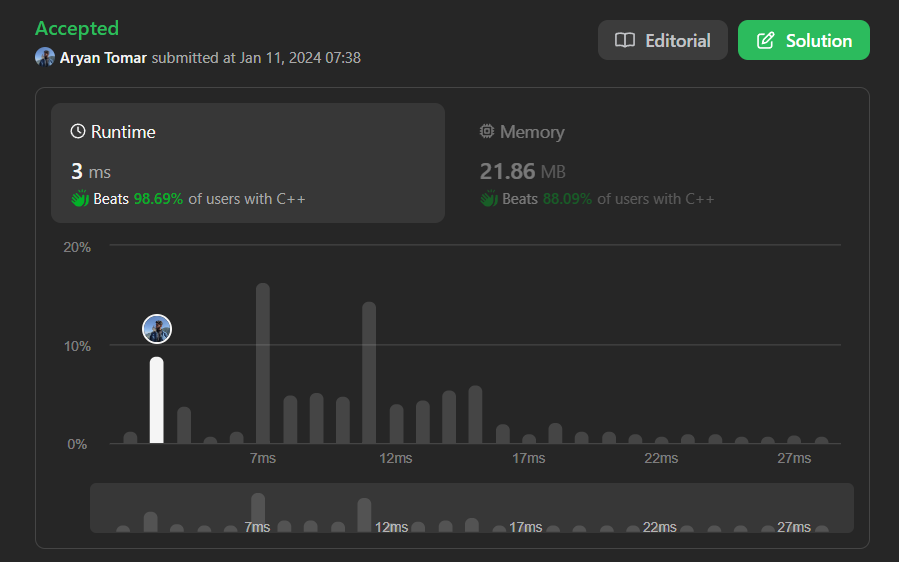 Accepted
Aryan Tomar submitted at Jan 11, 2024 07:38
Editorial
Solution
Runtime
3 ms
Beats 98.69% of users with C++
Memory
21.86 MB
Beats 88.09% of users with C++
20%
10%
0%
7ms 12ms 17ms 22ms 27ms
7ms 12ms 17ms 22ms 27ms